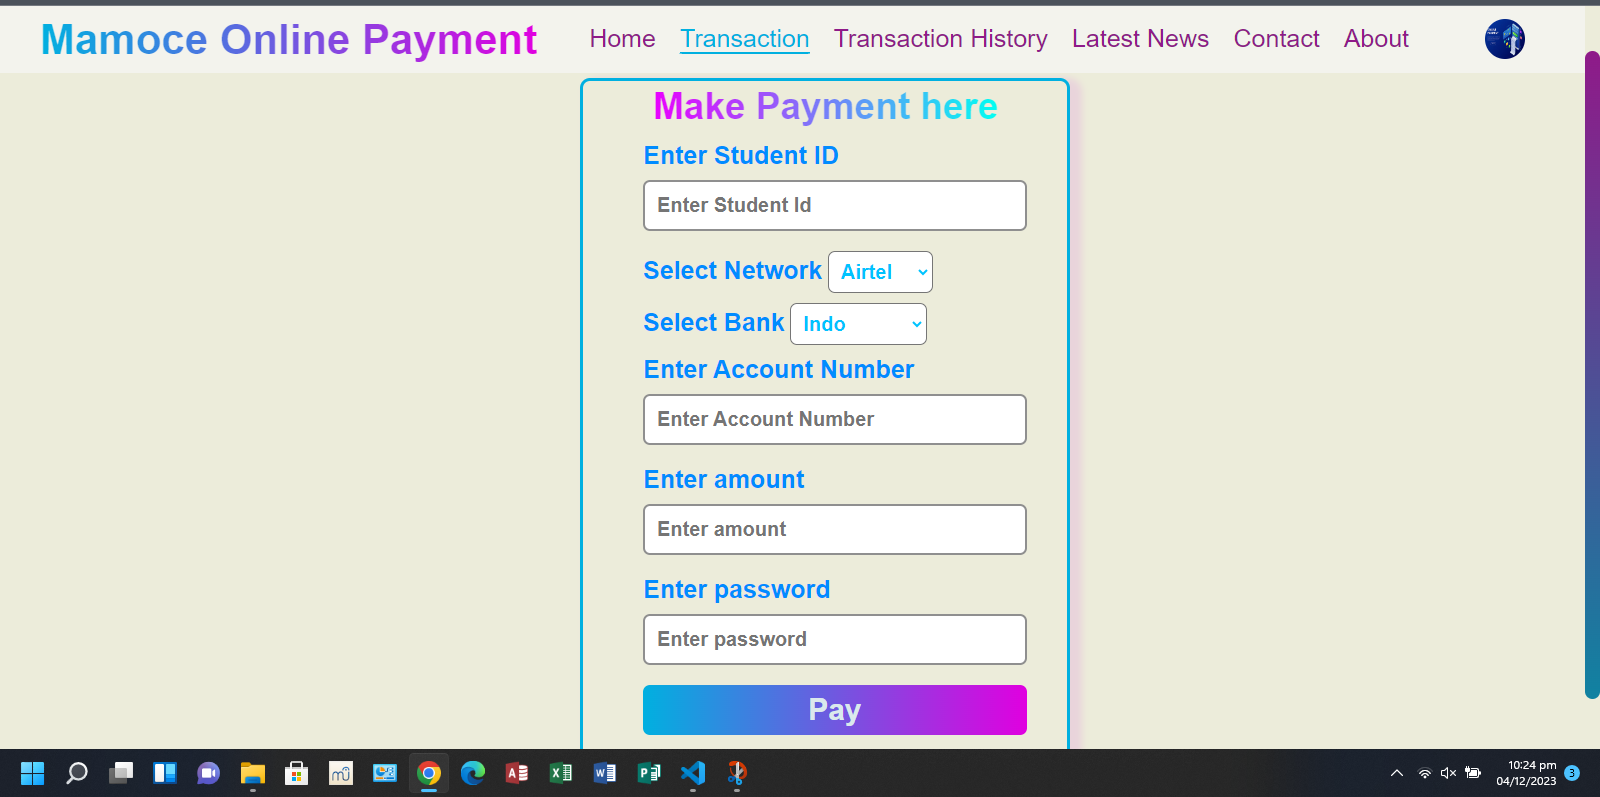 Mamoce Online Payment
Home Transaction Transaction History Latest News Contact About
Make Payment here
Enter Student ID
Enter Student Id
Select Network Airtel
Select Bank Indo
Enter Account Number
Enter Account Number
Enter amount
Enter amount
Enter password
Enter password
Pay
10:24 pm
04/12/2023
3